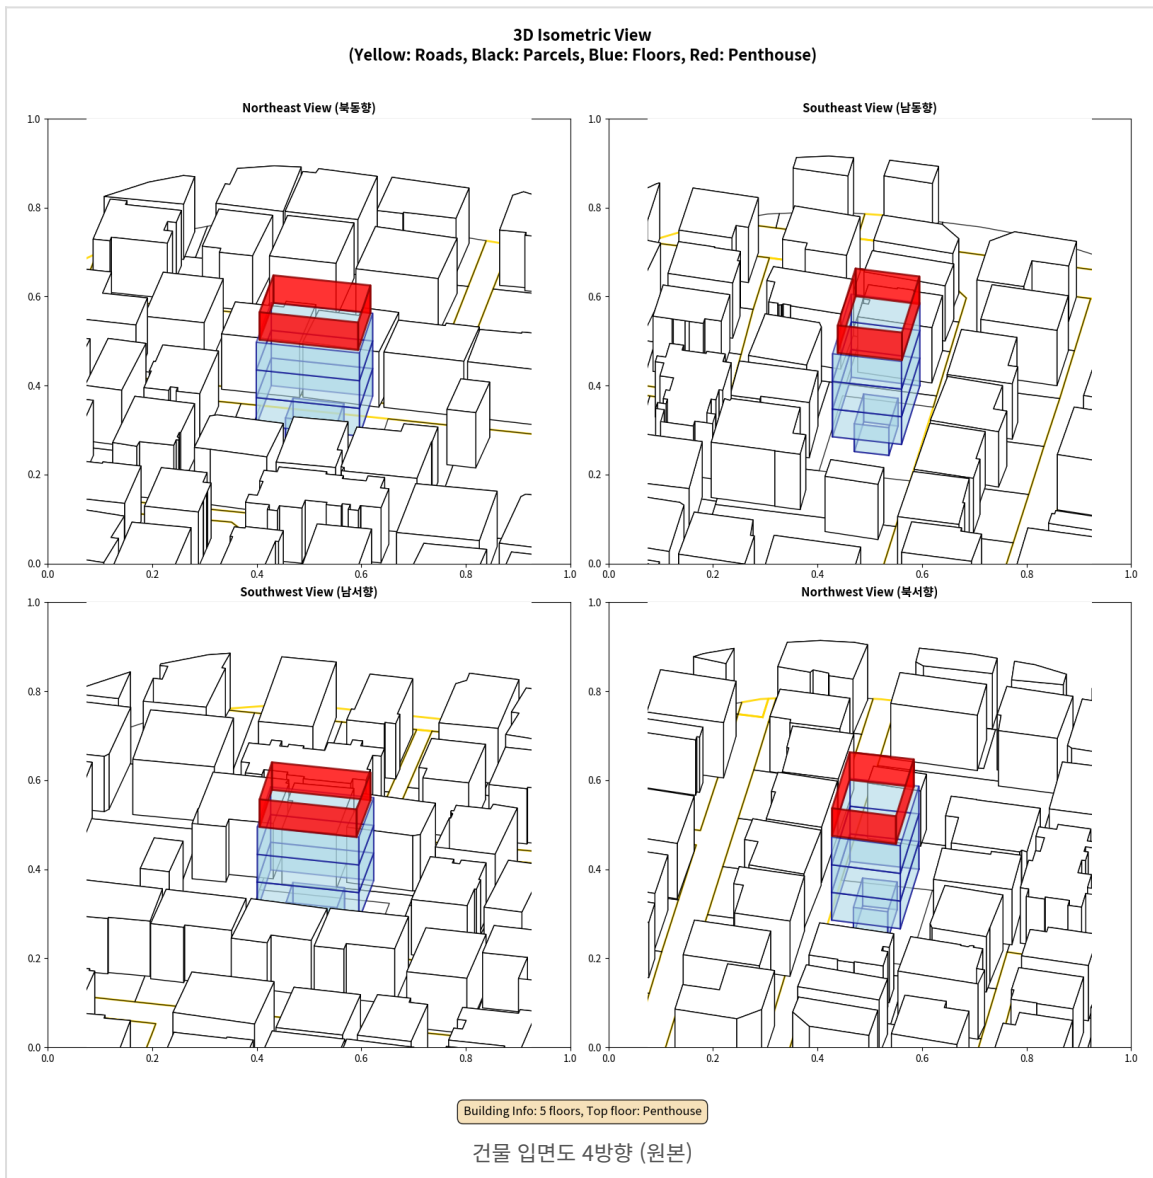 3D Isometric View
(Yellow: Roads, Black: Parcels, Blue: Floors, Red: Penthouse)
Northeast View (북동향)
1.0
0.8
0.6
0.4
0.2
0.0
0.0 0.2 0.4 0.6 0.8 1.0
Southeast View (남동향)
1.0
0.8
0.6
0.4
0.2
0.0
0.0 0.2 0.4 0.6 0.8 1.0
Southwest View (남서향)
1.0
0.8
0.6
0.4
0.2
0.0
0.0 0.2 0.4 0.6 0.8 1.0
Northwest View (북서향)
1.0
0.8
0.6
0.4
0.2
0.0
0.0 0.2 0.4 0.6 0.8 1.0
Building Info: 5 floors, Top floor: Penthouse
건물 입면도 4방향 (원본)